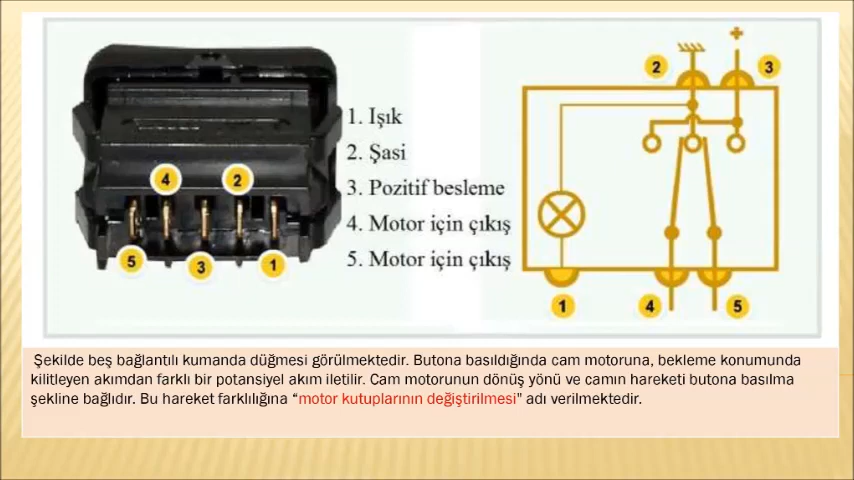 1. Işık
2. Şasi
3. Pozitif besleme
4. Motor için çıkış
5. Motor için çıkış
4 2
5 3 1
+
2 3
1 4 5
Şekilde beş bağlantılı kumanda düğmesi görülmektedir. Butona basıldığında cam motoruna, bekleme konumunda
kilitleyen akımdan farklı bir potansiyel akım iletilir. Cam motorunun dönüş yönü ve camın hareketi butona basılma
şekline bağlıdır. Bu hareket farklılığına “motor kutuplarının değiştirilmesi” adı verilmektedir.